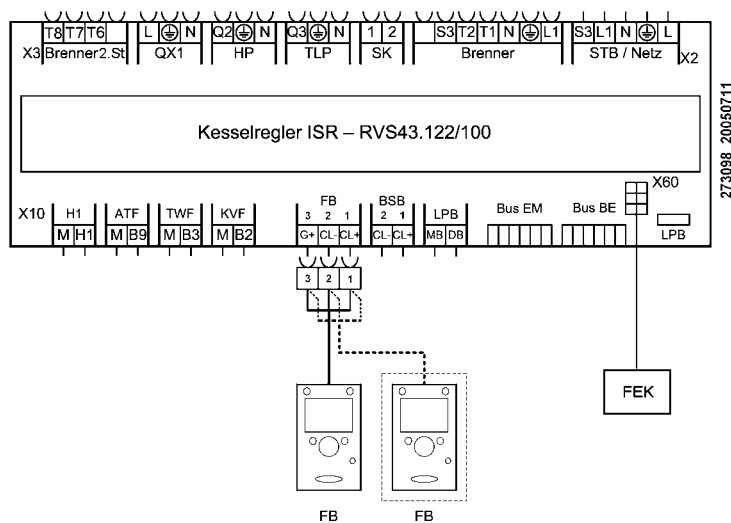 T8 T7 T6 L N Q2 N Q3 N 1 2 S3 T2 T1 N L1 S3 L1 N L
X3 Brenner2.St QX1 HP TLP SK Brenner STB / Netz X2
Kesselregler ISR – RVS43.122/100
273098 20050711
X60
X10 H1 ATF TWF KVF FB BSB LPB Bus EM Bus BE
3 2 1 2 1
M H1 M B9 M B3 M B2 G+ CL- CL+ CL- CL+ MB DB LPB
3 2 1
FEK
FB FB